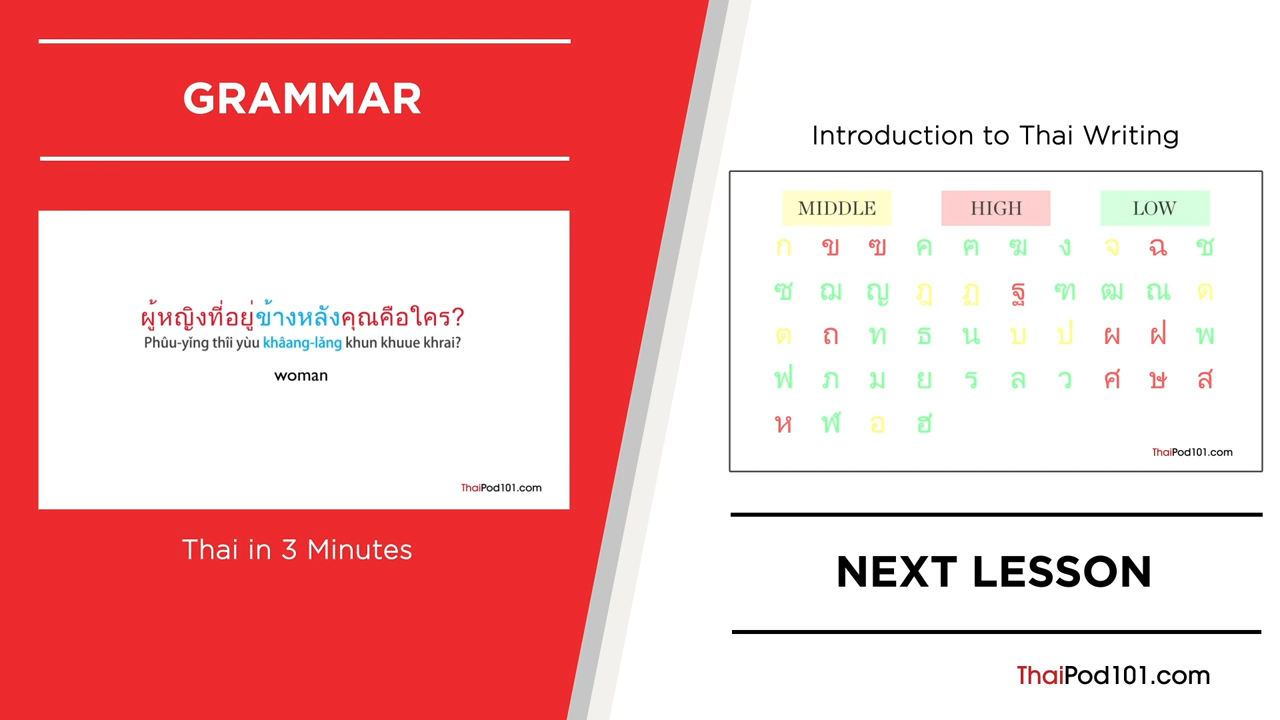 GRAMMAR
ผู้หญิงที่อยู่ข้างหลังคุณคือใคร?
Phûu-yǐng thîi yùu khâang-lǎng khun khuue khrai?
woman
ThaiPod101.com
Thai in 3 Minutes
Introduction to Thai Writing
MIDDLE HIGH LOW
ก ข ฃ ค ฅ ฆ ง จ ฉ ช
ซ ฌ ญ ฎ ฏ ฐ ฑ ฒ ณ ด
ต ถ ท ธ น บ ป ผ ฝ พ
ฟ ภ ม ย ร ล ว ศ ษ ส
ห ฬ อ ฮ
ThaiPod101.com
NEXT LESSON
ThaiPod101.com